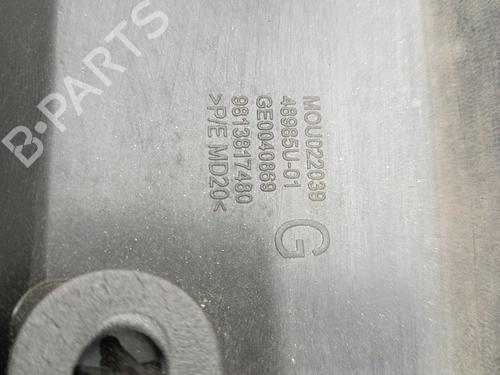 MOU022039
48985U-01
GE0040869
9813817480
>P/E MD20<
G
B-PARTS